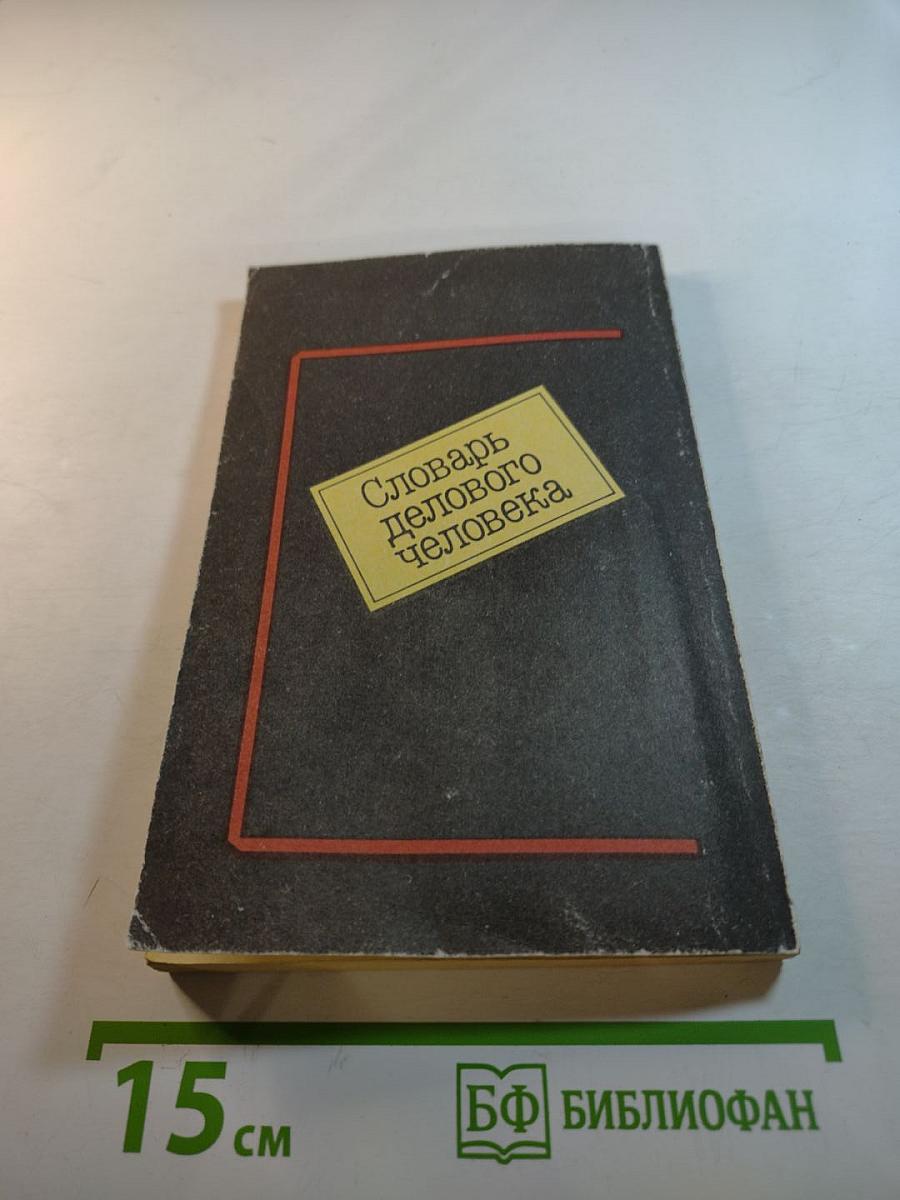 Словарь
делового
человека
15 см
БФ БИБЛИОФАН